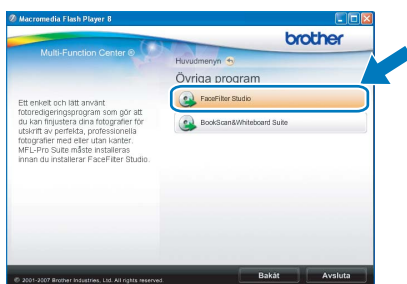 Macromedia Flash Player 8
brother
Multi-Function Center ®
Huvudmenyn
Övriga program
FaceFilter Studio
BookScan&Whiteboard Suite
Ett enkelt och lätt använt
fotoredigeringsprogram som gör att
du kan finjustera dina fotografier för
utskrift av perfekta, professionella
fotografier med eller utan kanter.
MFL-Pro Suite måste installeras
innan du installerar FaceFilter Studio.
© 2001-2007 Brother Industries, Ltd. All rights reserved.
Bakåt
Avsluta